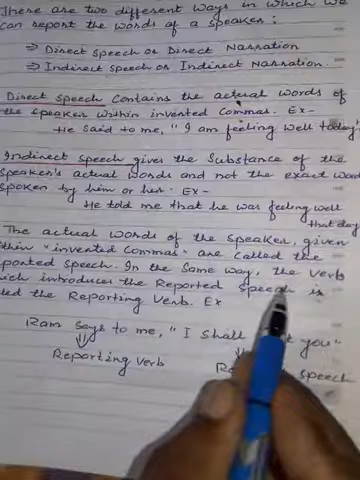 There are two different ways in which we
can report the words of a speaker:
⇒ Direct Speech or Direct Narration
⇒ Indirect Speech or Indirect Narration.
Direct speech contains the actual words of
the speaker within invented commas. Ex-
He Said to me, "I am feeling well today"
Indirect speech gives the Substance of the
speaker's actual words and not the exact word
spoken by him or her. Ex-
He told me that he was feeling well
that day
The actual words of the speaker, given
within "invented commas" are called the
reported speech. In the Same way, the verb
which introduces the Reported speech is
the Reporting Verb. Ex
Ram Says to me, "I shall you"
⇓ ⇓
Reporting verb speech